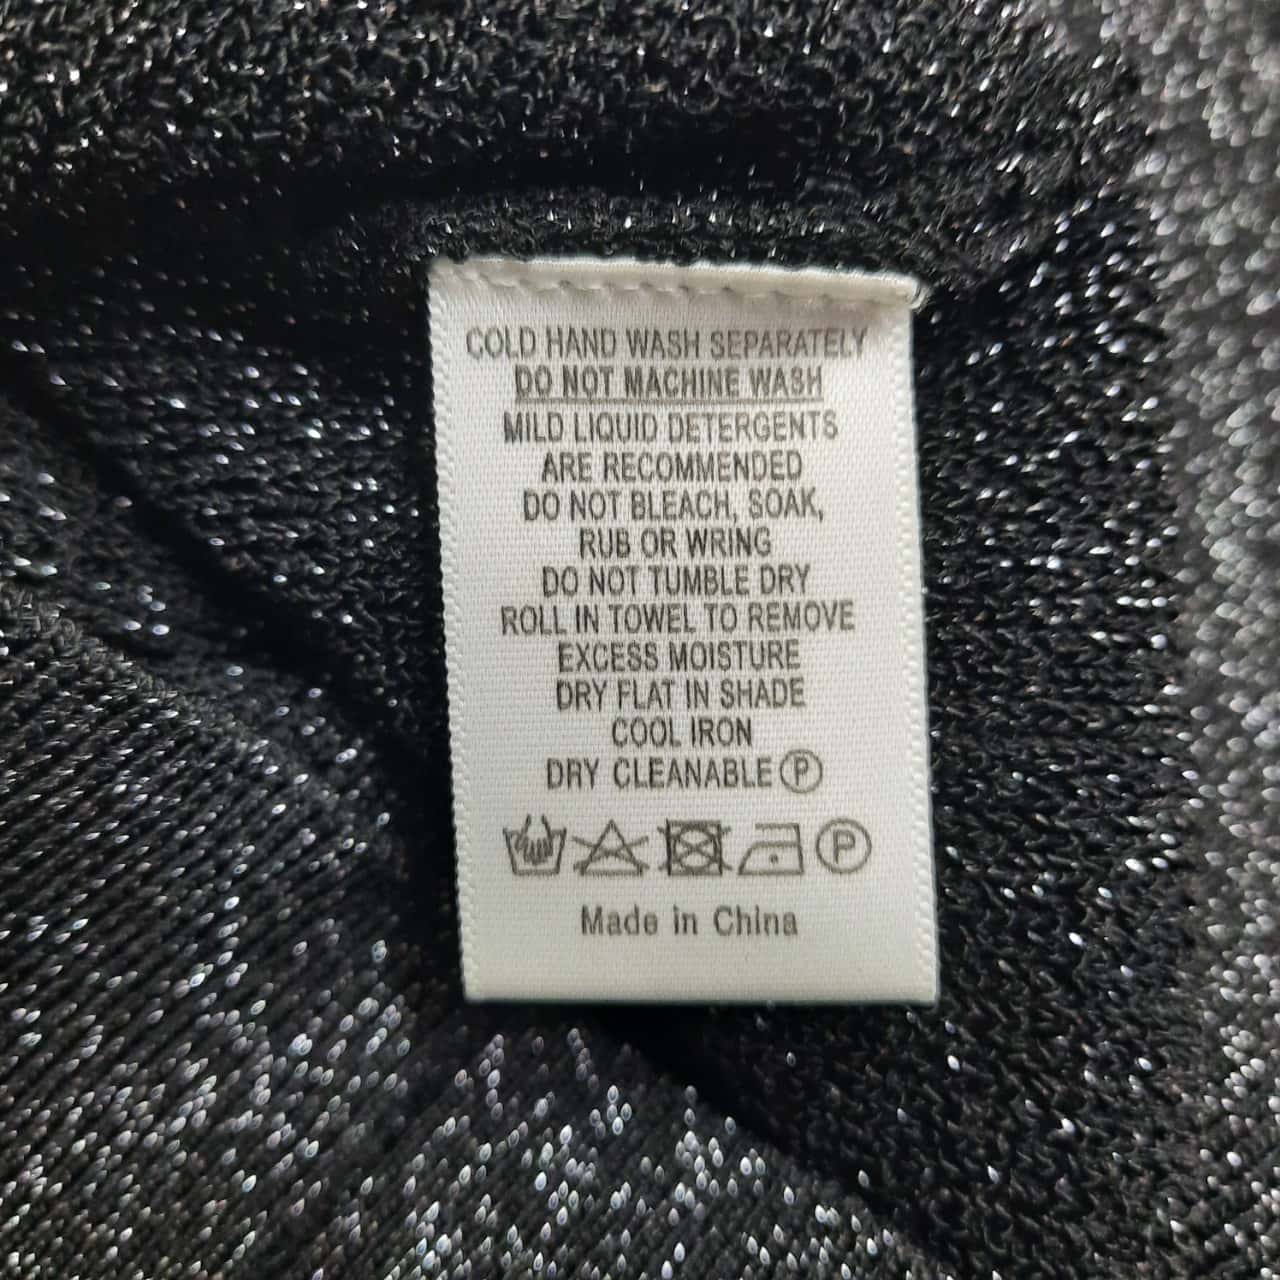 COLD HAND WASH SEPARATELY
DO NOT MACHINE WASH
MILD LIQUID DETERGENTS
ARE RECOMMENDED
DO NOT BLEACH, SOAK,
RUB OR WRING
DO NOT TUMBLE DRY
ROLL IN TOWEL TO REMOVE
EXCESS MOISTURE
DRY FLAT IN SHADE
COOL IRON
DRY CLEANABLE Ⓟ
Ⓟ
Made in China